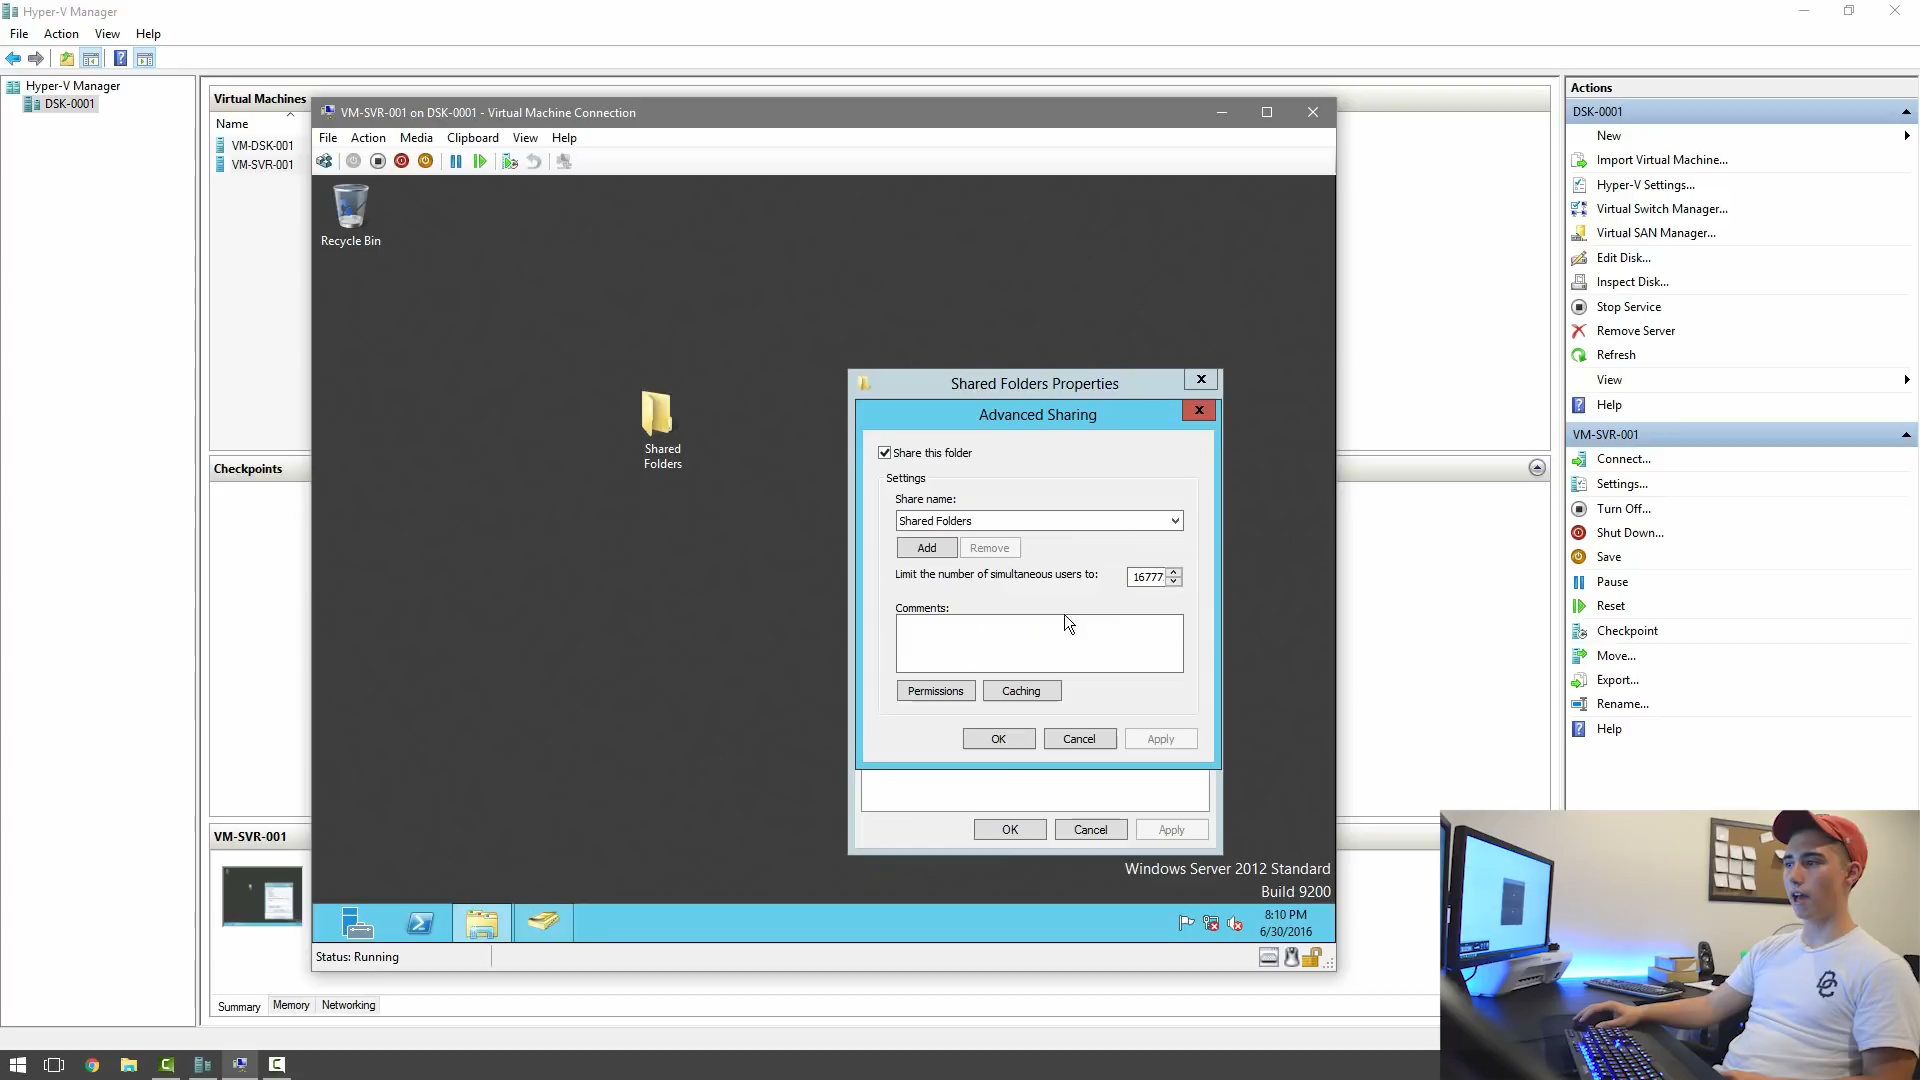 Hyper-V Manager
File Action View Help
Hyper-V Manager
DSK-0001
Virtual Machines
Name
VM-DSK-001
VM-SVR-001
Checkpoints
VM-SVR-001
Summary Memory Networking
VM-SVR-001 on DSK-0001 - Virtual Machine Connection
File Action Media Clipboard View Help
Recycle Bin
Shared
Folders
Shared Folders Properties
Advanced Sharing
Share this folder
Settings
Share name:
Shared Folders
Add Remove
Limit the number of simultaneous users to: 16777
Comments:
Permissions Caching
OK Cancel Apply
OK Cancel Apply
Windows Server 2012 Standard
Build 9200
8:10 PM
6/30/2016
Status: Running
Actions
DSK-0001
New
Import Virtual Machine...
Hyper-V Settings...
Virtual Switch Manager...
Virtual SAN Manager...
Edit Disk...
Inspect Disk...
Stop Service
Remove Server
Refresh
View
Help
VM-SVR-001
Connect...
Settings...
Turn Off...
Shut Down...
Save
Pause
Reset
Checkpoint
Move...
Export...
Rename...
Help